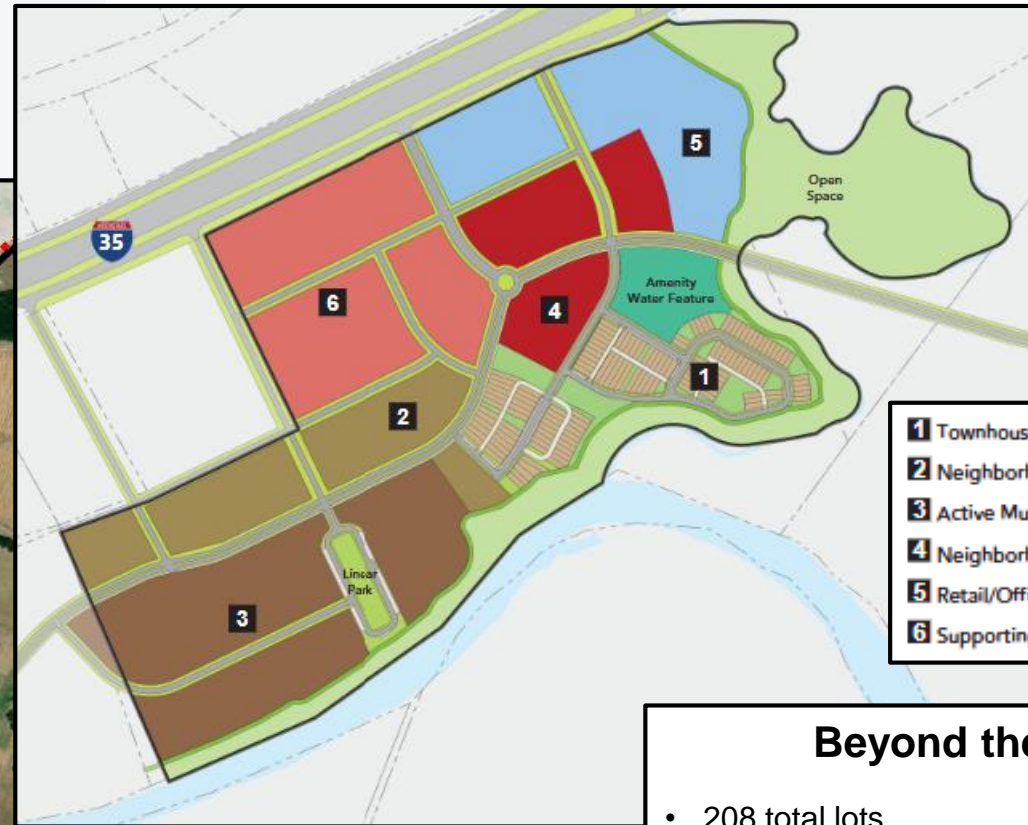 INTERSTATE
35
5
Open
Space
6
4
Amenity
Water Feature
1
2
Linear
Park
3
1 Townhous
2 Neighborh
3 Active Mu
4 Neighborh
5 Retail/Offi
6 Supporting
Beyond the
• 208 total lots